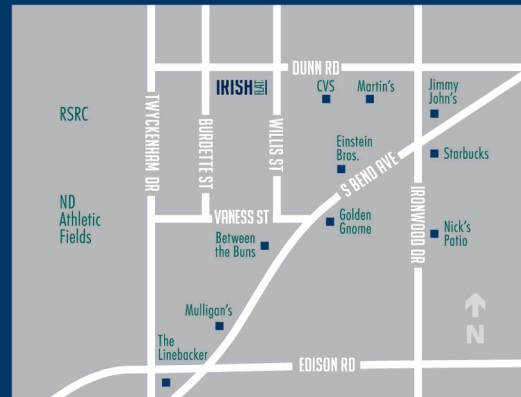 DUNN RD
IRISH FLATS
CVS
Martin's
Jimmy
John's
RSRC
TWYCKENHAM DR
BURDETTE ST
WILLIS ST
Einstein
Bros.
S BEND AVE
Starbucks
IRONWOOD DR
ND
Athletic
Fields
VANESS ST
Golden
Gnome
Between
the Buns
Nick's
Patio
Mulligan's
N
The
Linebacker
EDISON RD